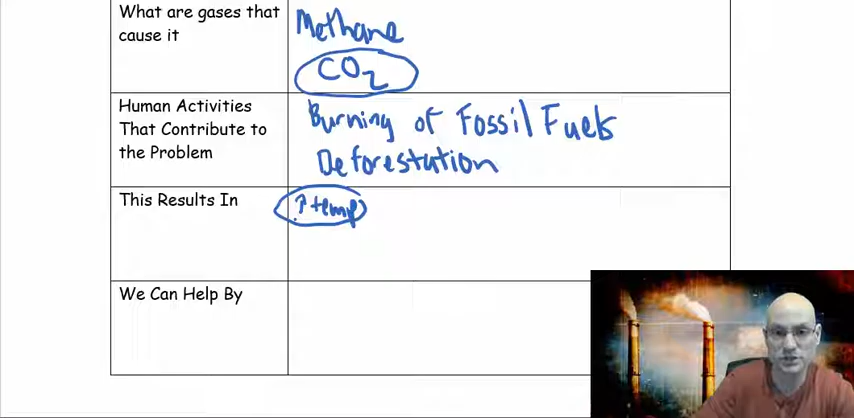 What are gases that
cause it
Methane
CO2
Human Activities
That Contribute to
the Problem
Burning of Fossil Fuels
Deforestation
This Results In
↑ temp
We Can Help By